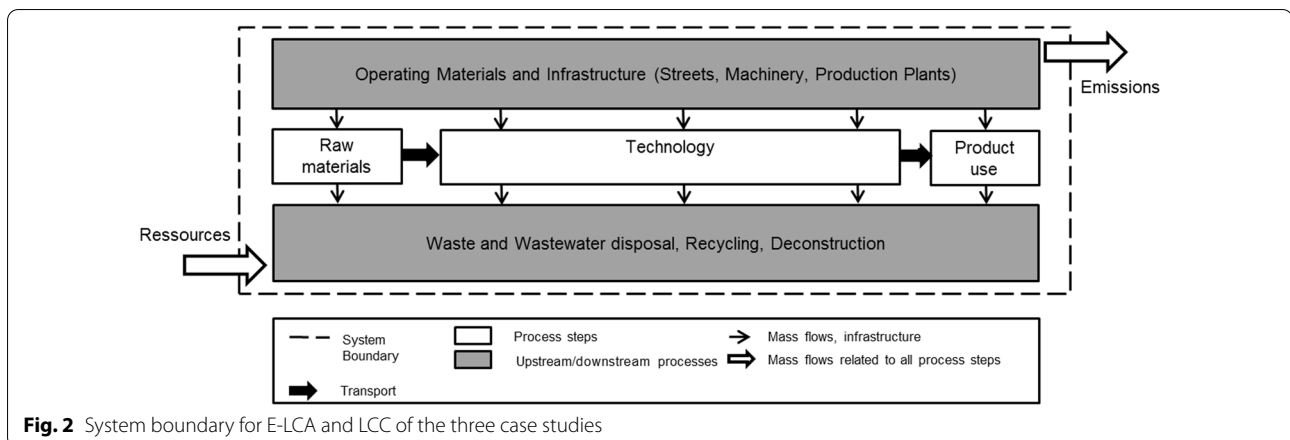 Operating Materials and Infrastructure (Streets, Machinery, Production Plants)
Emissions
Raw
materials
Technology
Product
use
Ressources
Waste and Wastewater disposal, Recycling, Deconstruction
System
Boundary
Process steps
Mass flows, infrastructure
Upstream/downstream processes
Mass flows related to all process steps
Transport
Fig. 2 System boundary for E-LCA and LCC of the three case studies